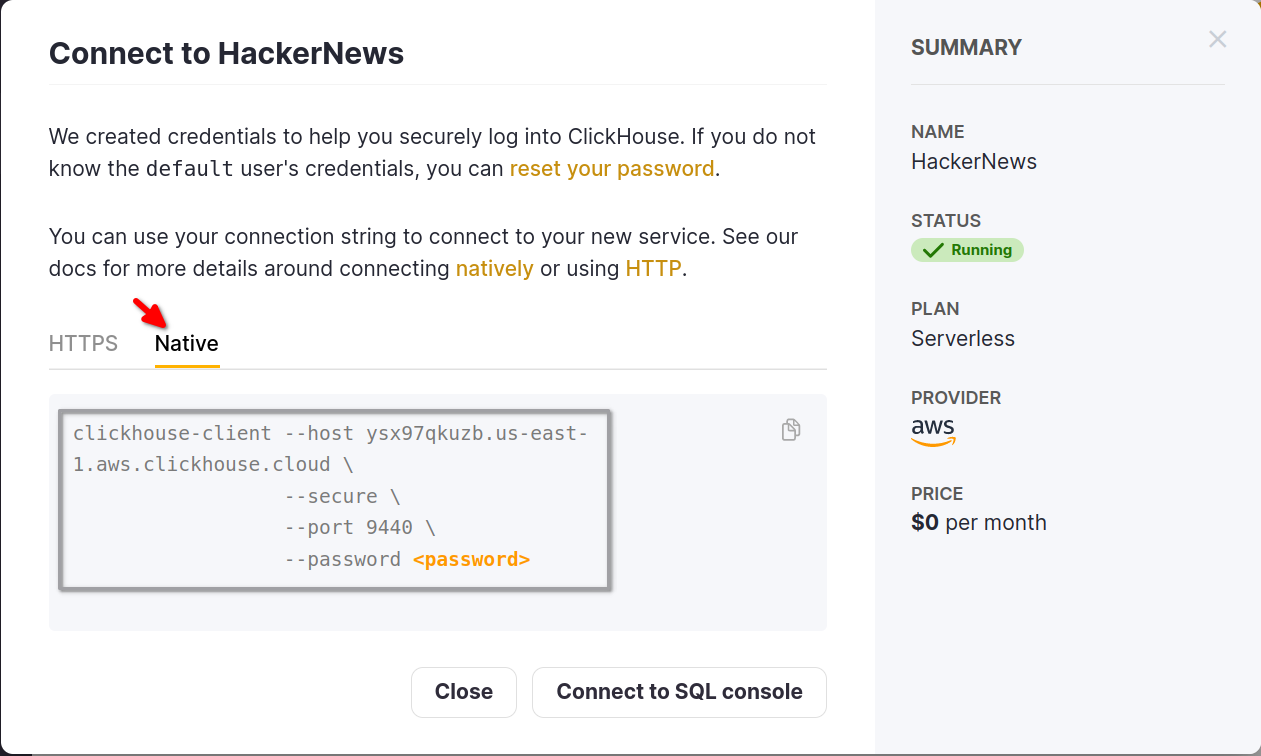 Connect to HackerNews
We created credentials to help you securely log into ClickHouse. If you do not
know the default user's credentials, you can reset your password.
You can use your connection string to connect to your new service. See our
docs for more details around connecting natively or using HTTP.
HTTPS Native
clickhouse-client --host ysx97qkuzb.us-east-
1.aws.clickhouse.cloud \
--secure \
--port 9440 \
--password <password>
Close Connect to SQL console
SUMMARY
NAME
HackerNews
STATUS
Running
PLAN
Serverless
PROVIDER
aws
PRICE
$0 per month